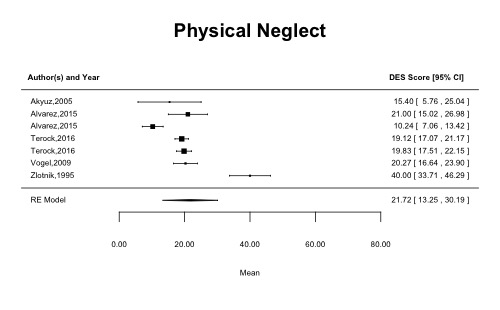 Physical Neglect
Author(s) and Year DES Score [95% CI]
Akyuz,2005 15.40 [ 5.76 , 25.04 ]
Alvarez,2015 21.00 [ 15.02 , 26.98 ]
Alvarez,2015 10.24 [ 7.06 , 13.42 ]
Terock,2016 19.12 [ 17.07 , 21.17 ]
Terock,2016 19.83 [ 17.51 , 22.15 ]
Vogel,2009 20.27 [ 16.64 , 23.90 ]
Zlotnik,1995 40.00 [ 33.71 , 46.29 ]
RE Model 21.72 [ 13.25 , 30.19 ]
0.00 20.00 40.00 60.00 80.00
Mean